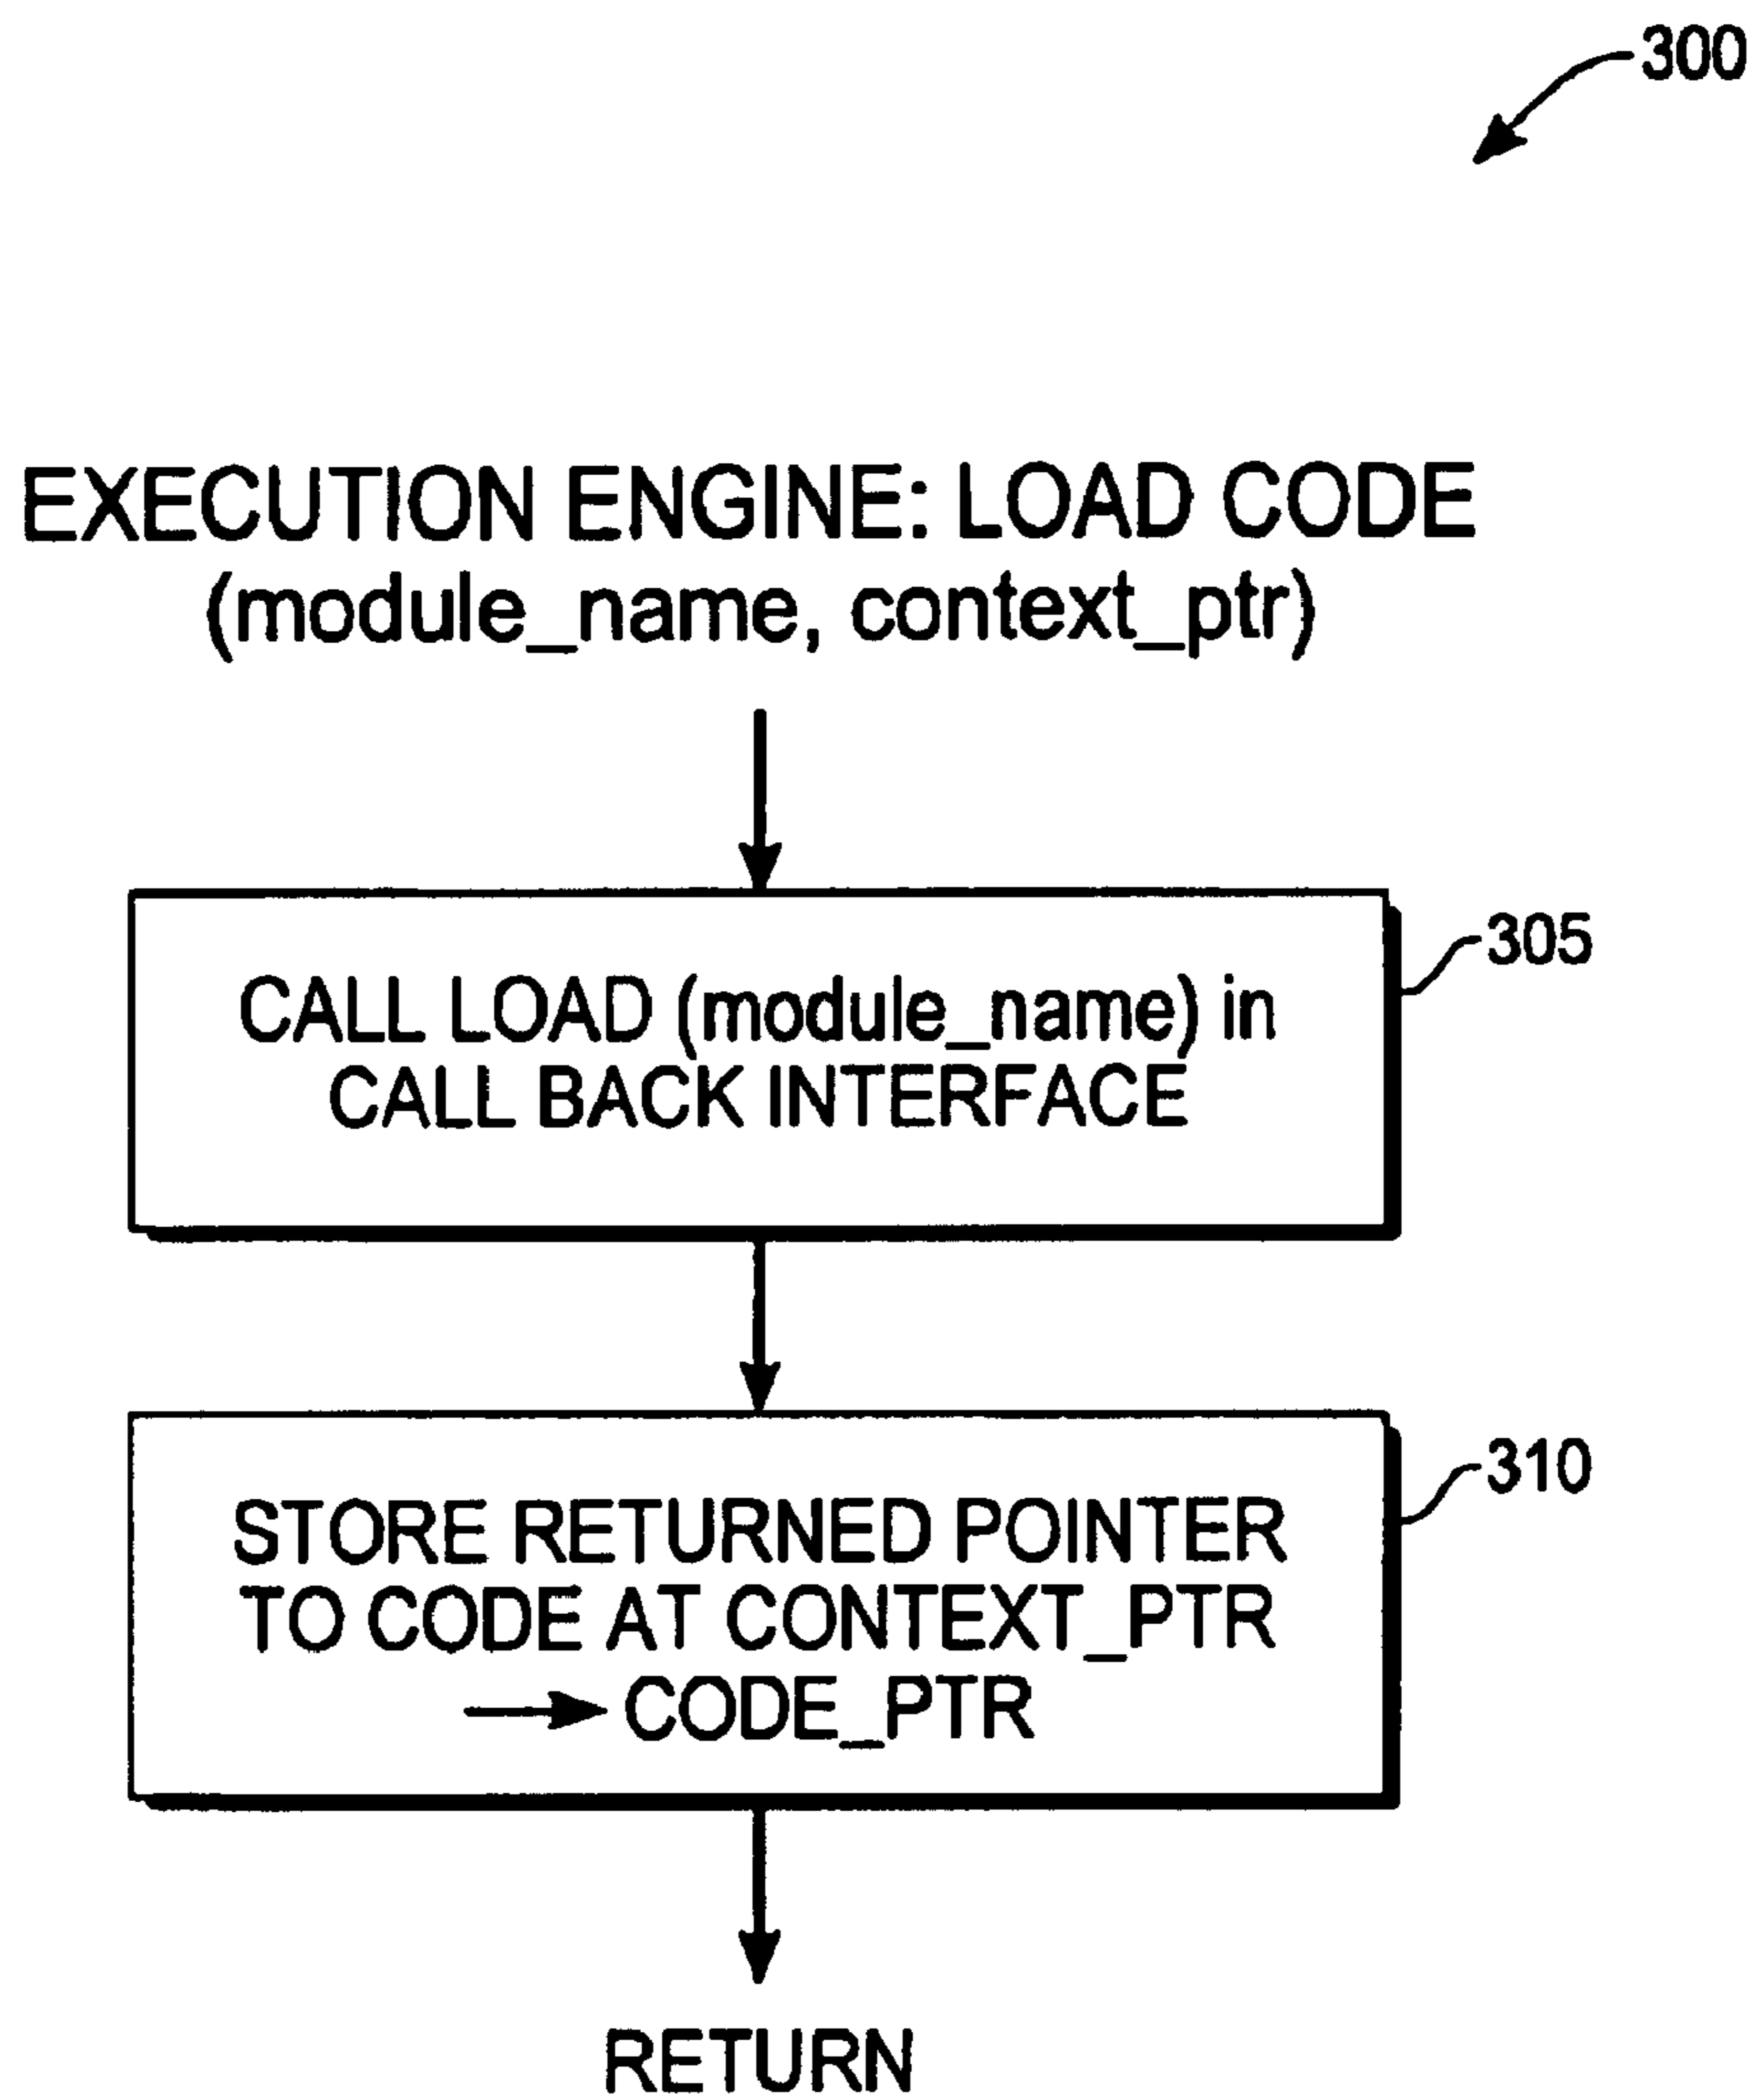 300
EXECUTION ENGINE: LOAD CODE
(module_name, context_ptr)
CALL LOAD (module_name) in
305
CALL BACK INTERFACE
310
STORE RETURNED POINTER
TO CODE AT CONTEXT_PTR
→ CODE_PTR
RETURN